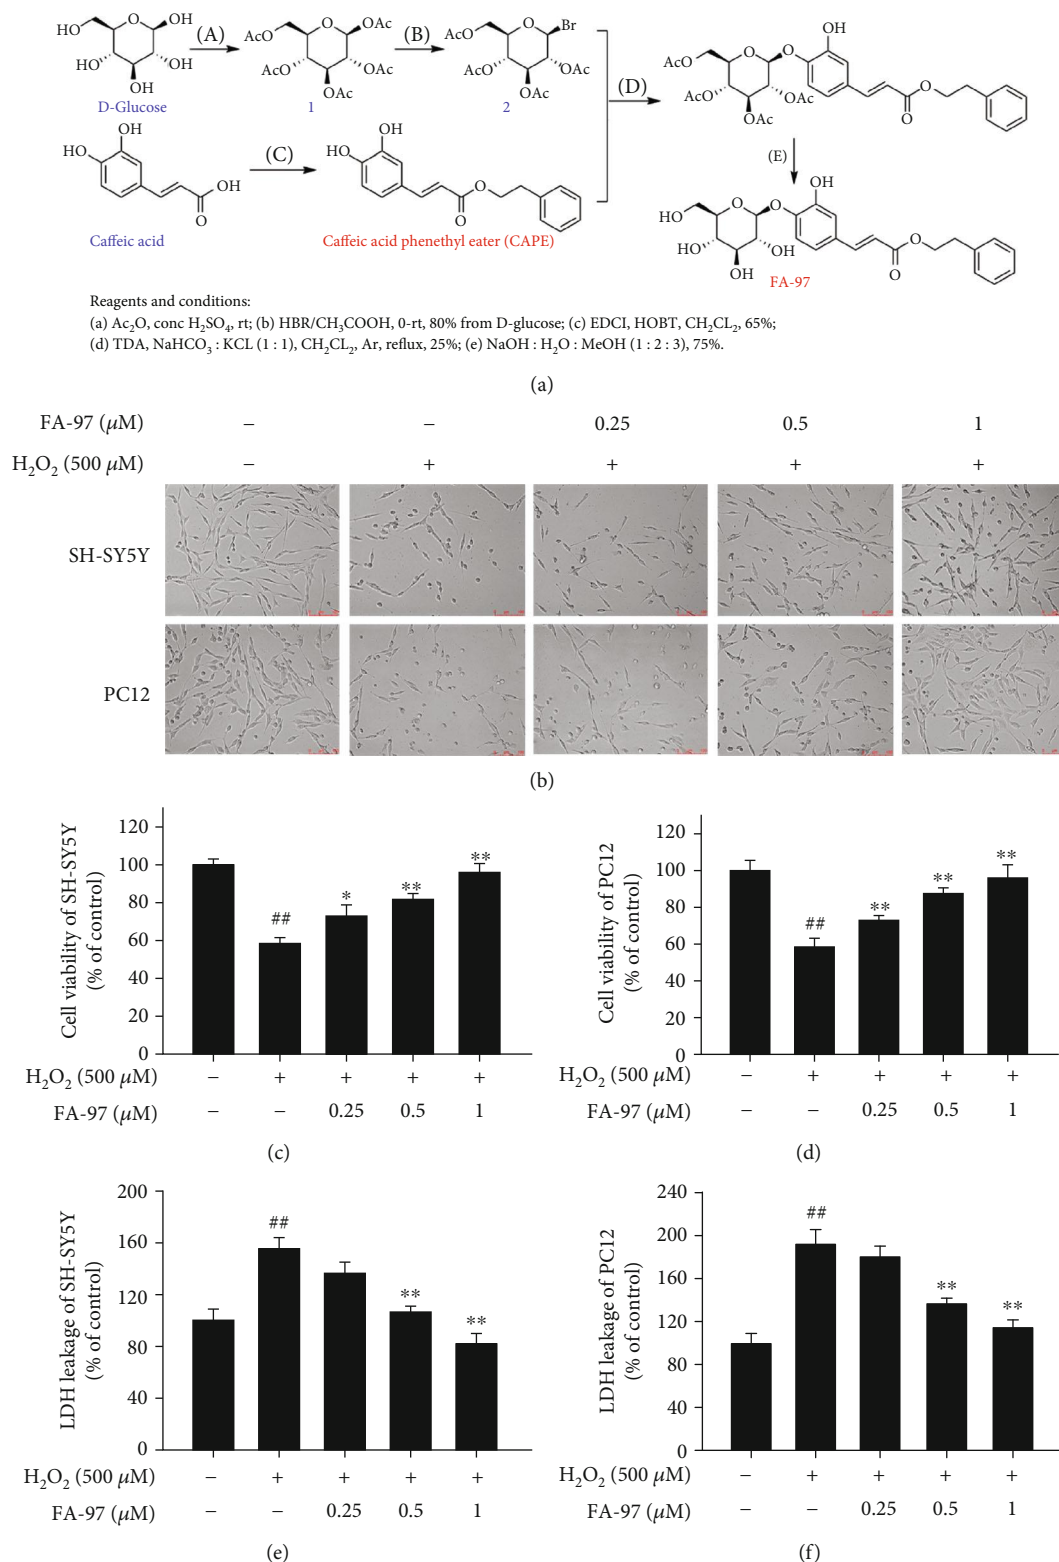 HO OH (A) OAc OAc (B) OAc Br
HO O AcO O AcO O
HO OH AcO OAc AcO OAc
OH OAc OAc
D-Glucose 1 2
OH
OAc O O
AcO OAc O
OAc O
(D)
OH OH
HO (C) HO
OH O
O O
Caffeic acid Caffeic acid phenethyl eater (CAPE)
(E)
OH
HO O O
HO OH O
OH O
FA-97
Reagents and conditions:
(a) Ac₂O, conc H₂SO₄, rt; (b) HBR/CH₃COOH, 0-rt, 80% from D-glucose; (c) EDCI, HOBT, CH₂CL₂, 65%;
(d) TDA, NaHCO₃ : KCL (1 : 1), CH₂CL₂, Ar, reflux, 25%; (e) NaOH : H₂O : MeOH (1 : 2 : 3), 75%.
(a)
FA-97 (μM) – – 0.25 0.5 1
H₂O₂ (500 μM) – + + + +
SH-SY5Y
PC12
(b)
Cell viability of SH-SY5Y
(% of control)
120
100
80
60
40
20
0
##
*
**
**
H₂O₂ (500 μM) – + + + +
FA-97 (μM) – – 0.25 0.5 1
(c)
Cell viability of PC12
(% of control)
120
100
80
60
40
20
0
##
**
**
**
H₂O₂ (500 μM) – + + + +
FA-97 (μM) – – 0.25 0.5 1
(d)
LDH leakage of SH-SY5Y
(% of control)
200
160
120
80
40
0
##
**
**
H₂O₂ (500 μM) – + + + +
FA-97 (μM) – – 0.25 0.5 1
(e)
LDH leakage of PC12
(% of control)
240
200
160
120
80
40
0
##
**
**
H₂O₂ (500 μM) – + + + +
FA-97 (μM) – – 0.25 0.5 1
(f)